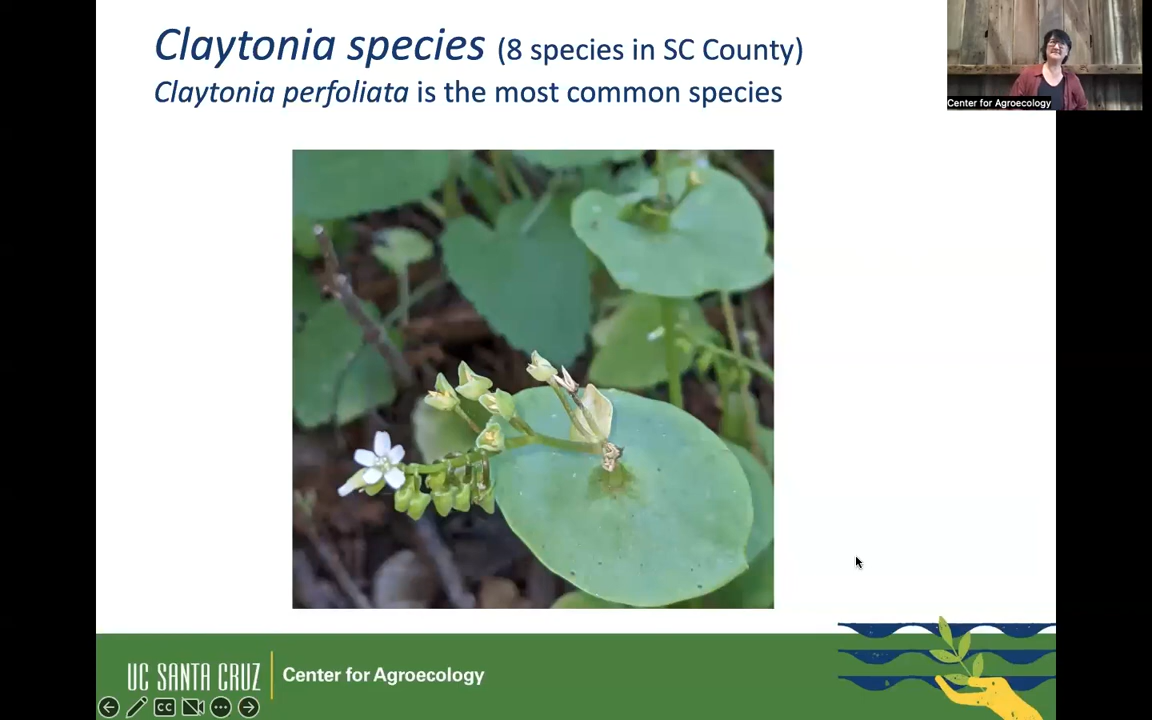 Claytonia species (8 species in SC County)
Claytonia perfoliata is the most common species
Center for Agroecology
UC SANTA CRUZ
Center for Agroecology
CC